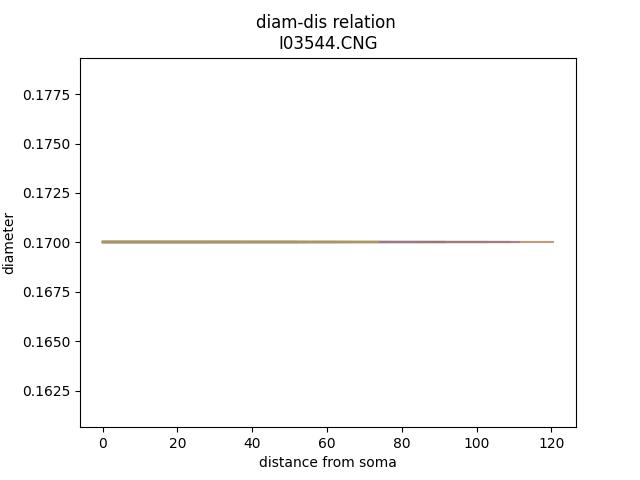 diam-dis relation
I03544.CNG
0.1775
0.1750
0.1725
0.1700
0.1675
0.1650
0.1625
diameter
0 20 40 60 80 100 120
distance from soma